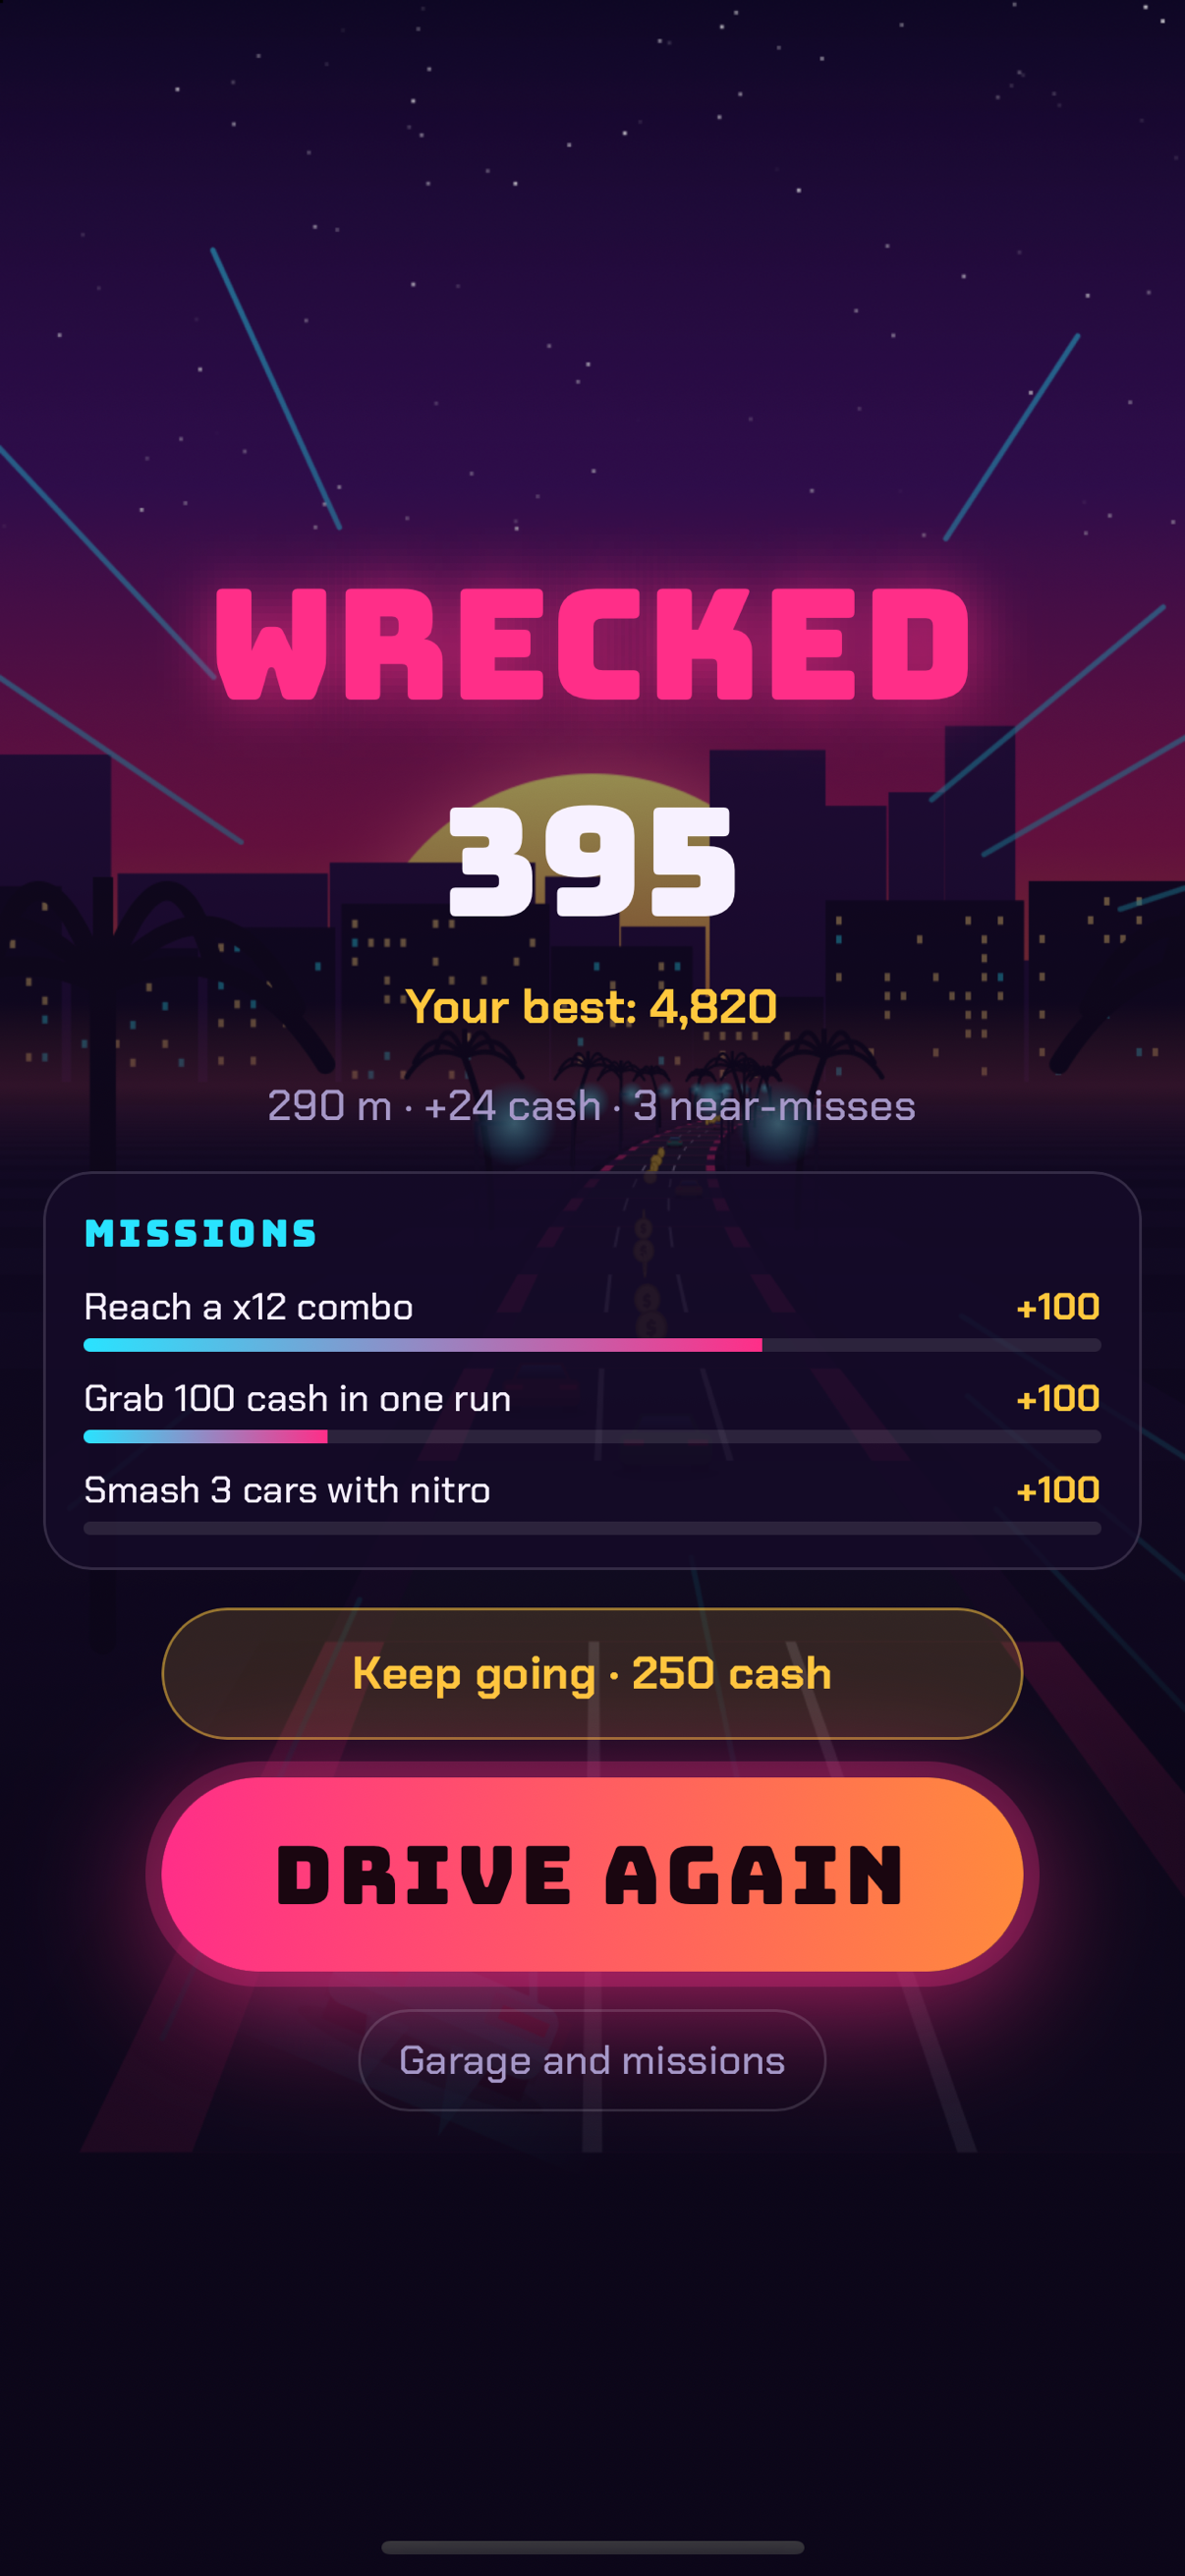 WRECKED
395
Your best: 4,820
290 m · +24 cash · 3 near-misses
MISSIONS
Reach a x12 combo +100
Grab 100 cash in one run +100
Smash 3 cars with nitro +100
Keep going · 250 cash
DRIVE AGAIN
Garage and missions